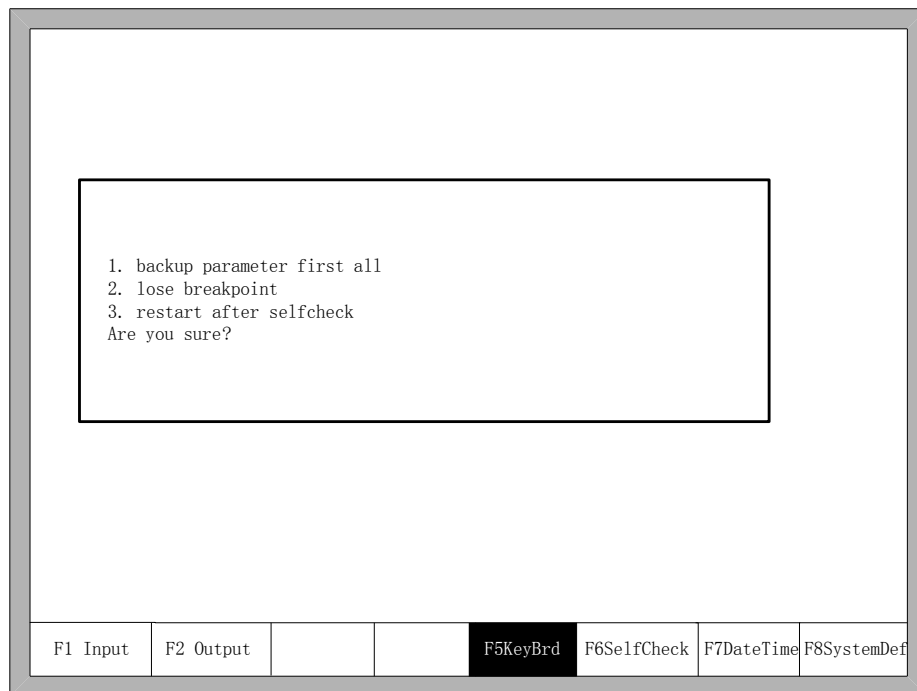 1. backup parameter first all
2. lose breakpoint
3. restart after selfcheck
Are you sure?
F1 Input F2 Output F5KeyBrd F6SelfCheck F7DateTime F8SystemDef